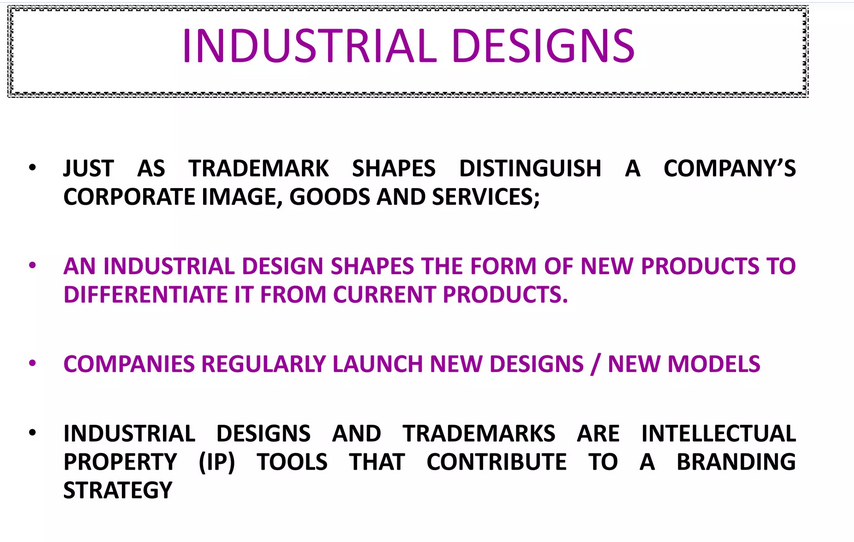 INDUSTRIAL DESIGNS
• JUST AS TRADEMARK SHAPES DISTINGUISH A COMPANY’S
CORPORATE IMAGE, GOODS AND SERVICES;
• AN INDUSTRIAL DESIGN SHAPES THE FORM OF NEW PRODUCTS TO
DIFFERENTIATE IT FROM CURRENT PRODUCTS.
• COMPANIES REGULARLY LAUNCH NEW DESIGNS / NEW MODELS
• INDUSTRIAL DESIGNS AND TRADEMARKS ARE INTELLECTUAL
PROPERTY (IP) TOOLS THAT CONTRIBUTE TO A BRANDING
STRATEGY